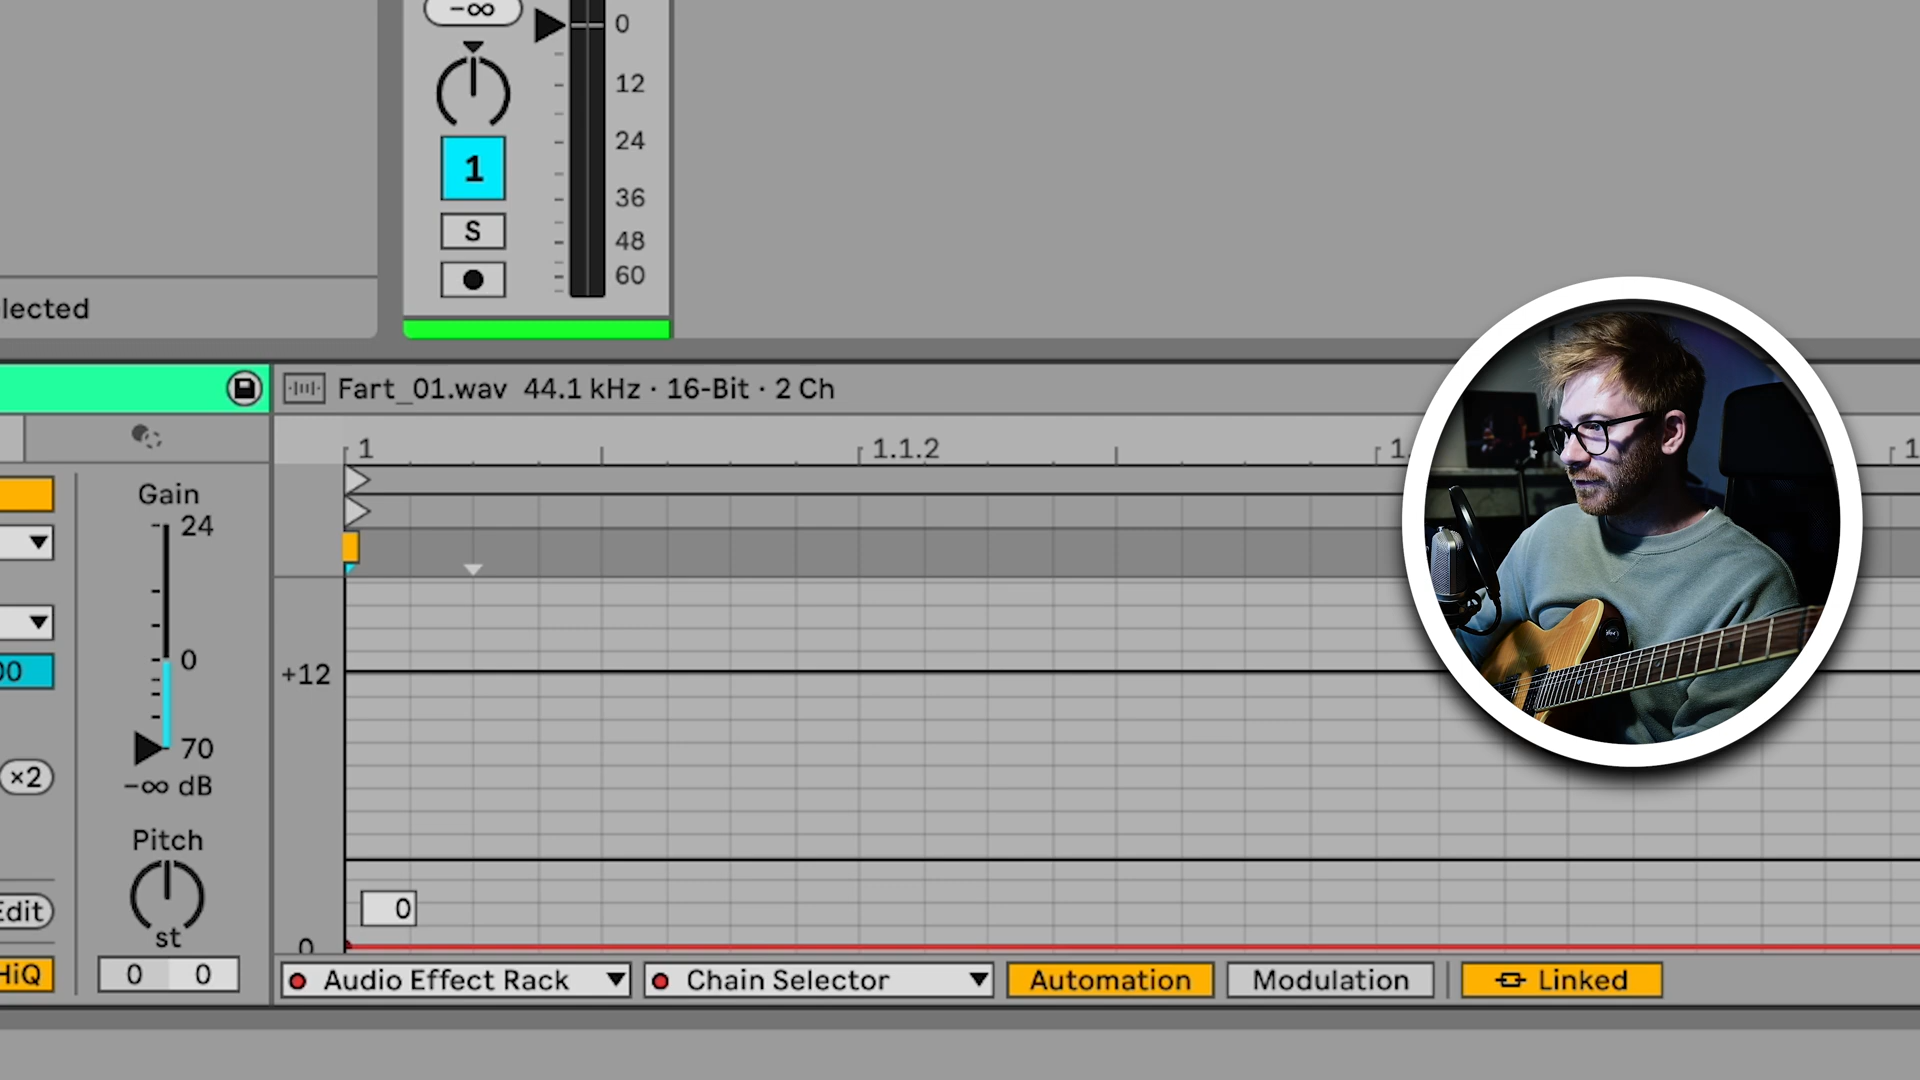 -∞
0
12
24
1
36
S
48
60
lected
Fart_01.wav 44.1 kHz · 16-Bit · 2 Ch
1
1.1.2
1.
1
Gain
24
0
00
+12
70
-∞ dB
×2
Pitch
Edit
0
st
0
HiQ
0 0
Audio Effect Rack
Chain Selector
Automation
Modulation
Linked